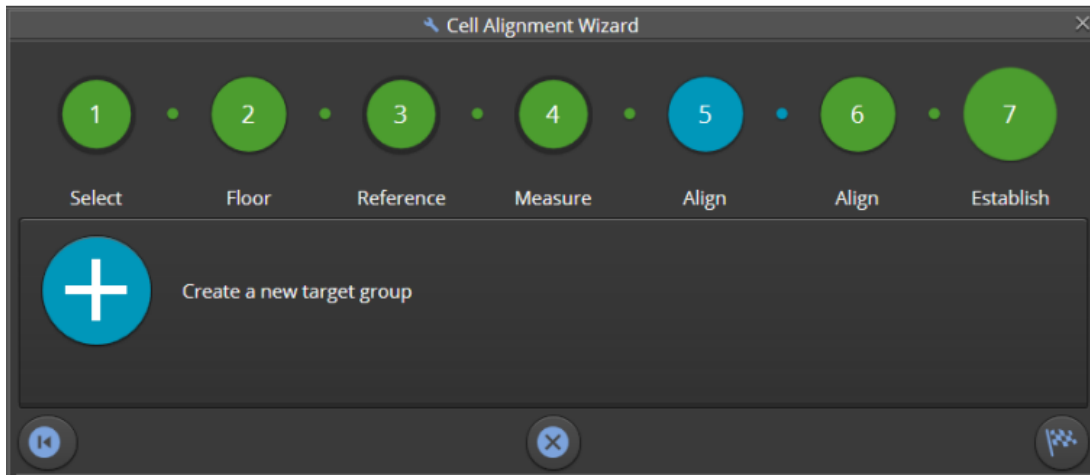 Cell Alignment Wizard
1 2 3 4 5 6 7
Select Floor Reference Measure Align Align Establish
Create a new target group